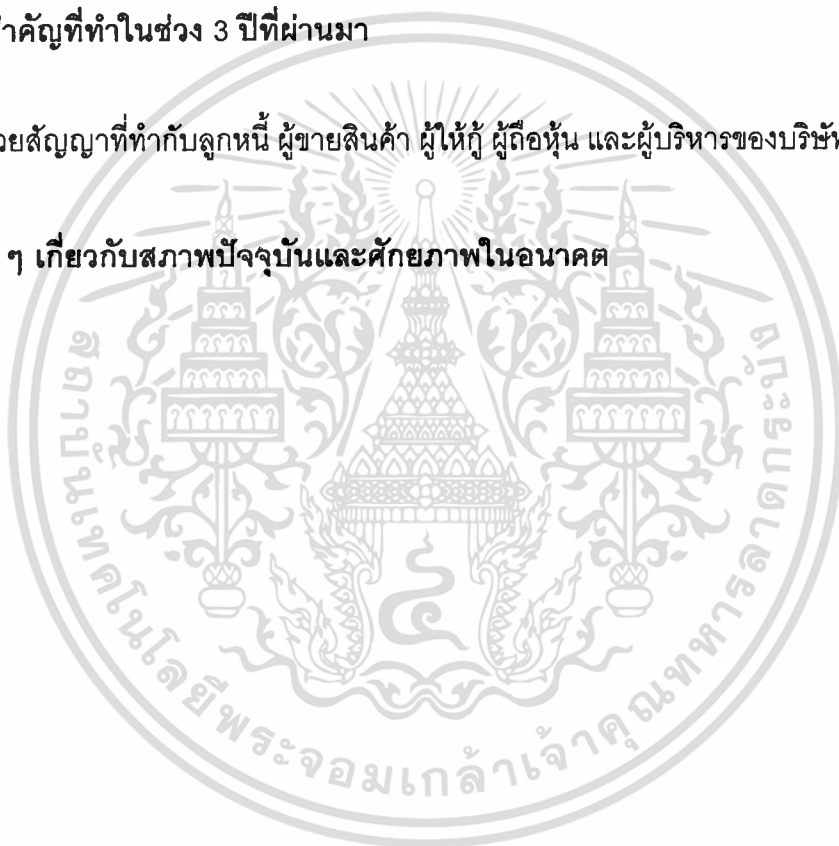 สำคัญที่ทำในช่วง 3 ปีที่ผ่านมา
วยสัญญาที่ทำกับลูกหนี้ ผู้ขายสินค้า ผู้ให้กู้ ผู้ถือหุ้น และผู้บริหารของบริษั
ๆ เกี่ยวกับสภาพปัจจุบันและศักยภาพในอนาคต
สถาบันเทคโนโลยีพระจอมเกล้าเจ้าคุณทหารลาดกระบัง